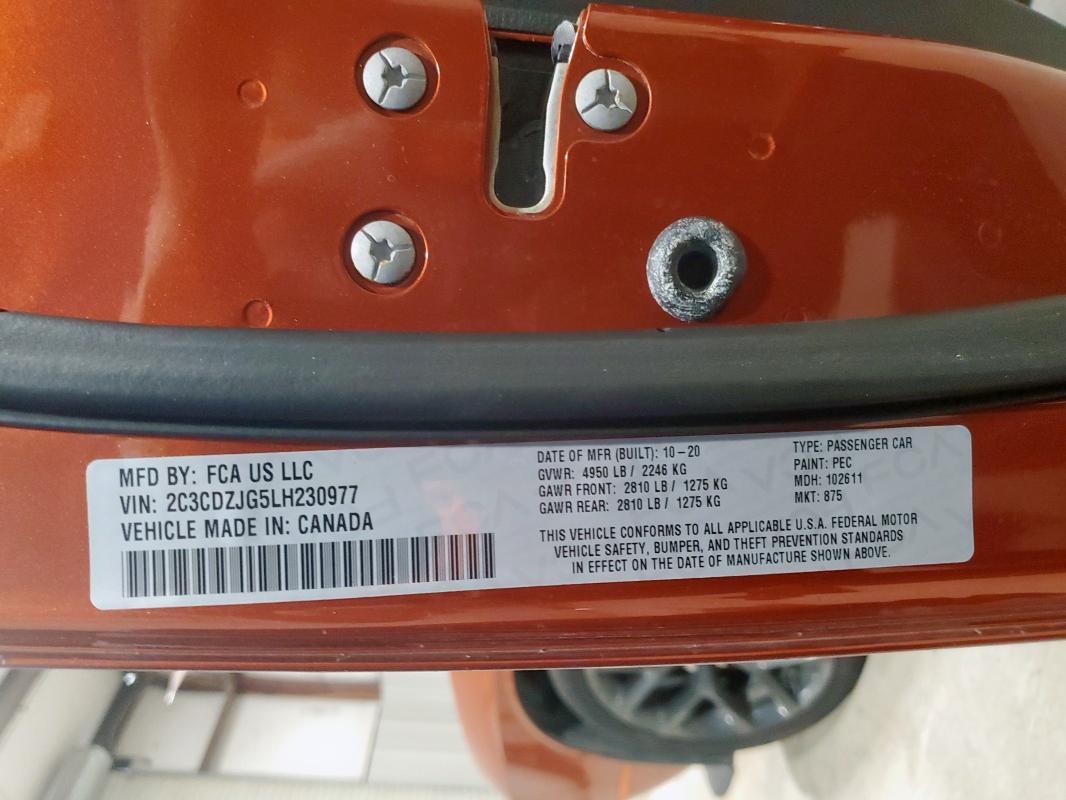 MFD BY: FCA US LLC
VIN: 2C3CDZJG5LH230977
VEHICLE MADE IN: CANADA
DATE OF MFR (BUILT): 10-20
GVWR: 4950 LB / 2246 KG
GAWR FRONT: 2810 LB / 1275 KG
GAWR REAR: 2810 LB / 1275 KG
TYPE: PASSENGER CAR
PAINT: PEC
MDH: 102611
MKT: 875
THIS VEHICLE CONFORMS TO ALL APPLICABLE U.S.A. FEDERAL MOTOR
VEHICLE SAFETY, BUMPER, AND THEFT PREVENTION STANDARDS
IN EFFECT ON THE DATE OF MANUFACTURE SHOWN ABOVE.